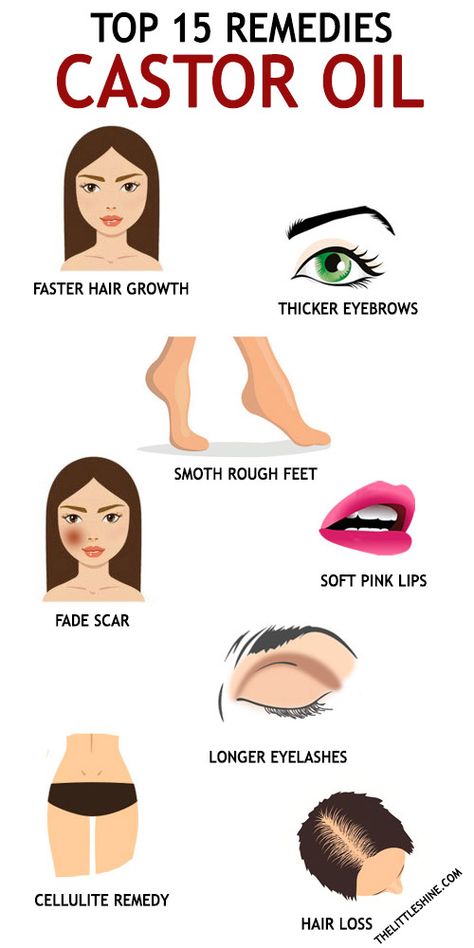 TOP 15 REMEDIES
CASTOR OIL
FASTER HAIR GROWTH
THICKER EYEBROWS
SMOTH ROUGH FEET
SOFT PINK LIPS
FADE SCAR
LONGER EYELASHES
CELLULITE REMEDY
HAIR LOSS
THELITTLESHINE.COM